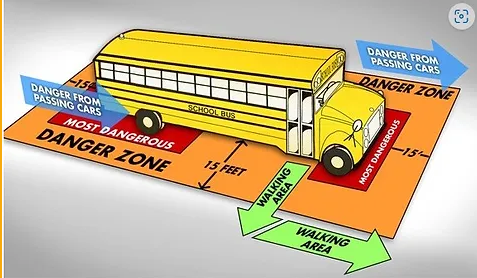 DANGER FROM
PASSING CARS
DANGER ZONE
15'
DANGER FROM
PASSING CARS
SCHOOL BUS
MOST DANGEROUS
DANGER ZONE
15 FEET
MOST DANGEROUS
15'
WALKING
AREA
WALKING
AREA